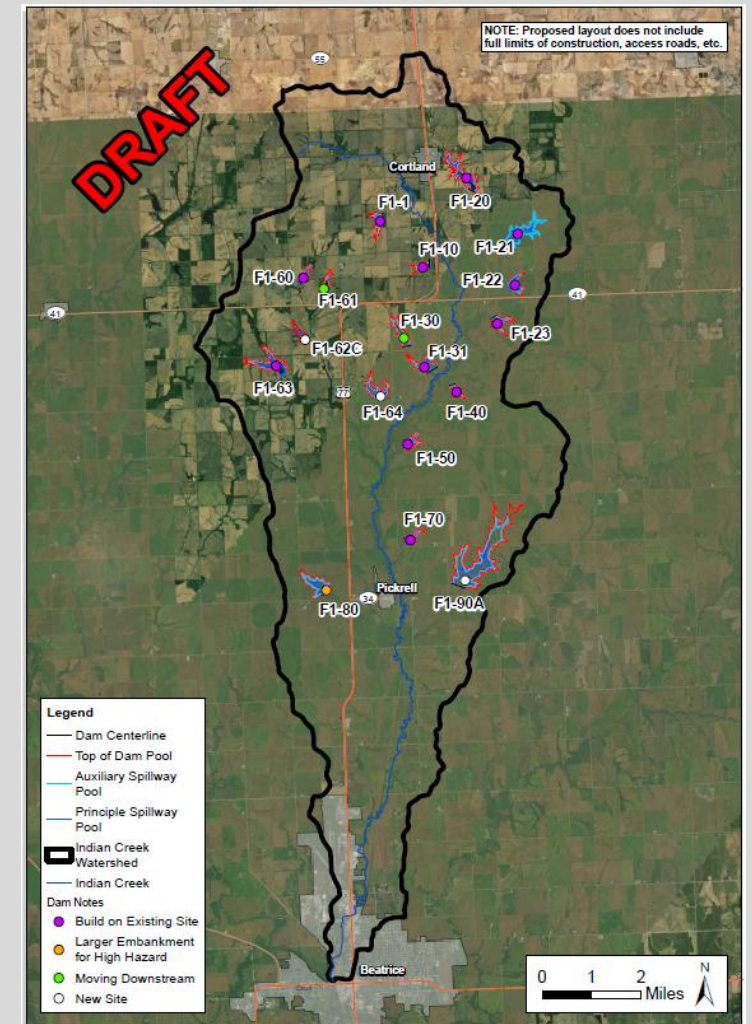 NOTE: Proposed layout does not include
full limits of construction, access roads, etc.
55
DRAFT
Cortland
F1-20
F1-1
F1-21
F1-10
F1-60
F1-22
F1-61
41
41
F1-30
F1-23
F1-62C
F1-31
F1-63
77
F1-64
F1-40
F1-50
F1-70
Pickrell
34
F1-90A
F1-80
Legend
Dam Centerline
Top of Dam Pool
Auxiliary Spillway
Pool
Principle Spillway
Pool
Indian Creek
Watershed
Indian Creek
Dam Notes
Build on Existing Site
Larger Embankment
for High Hazard
Moving Downstream
New Site
Beatrice
0 1 2
Miles
N